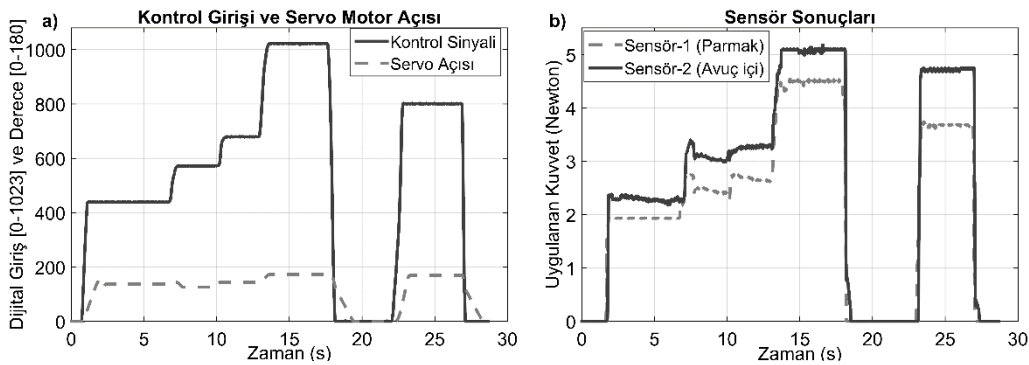 a) Kontrol Girişi ve Servo Motor Açısı
Dijital Giriş [0-1023] ve Derece [0-180]
1000
800
600
400
200
0
Kontrol Sinyali
Servo Açısı
0 5 10 15 20 25 30
Zaman (s)
b) Sensör Sonuçları
Uygulanan Kuvvet (Newton)
5
4
3
2
1
0
Sensör-1 (Parmak)
Sensör-2 (Avuç içi)
0 5 10 15 20 25 30
Zaman (s)